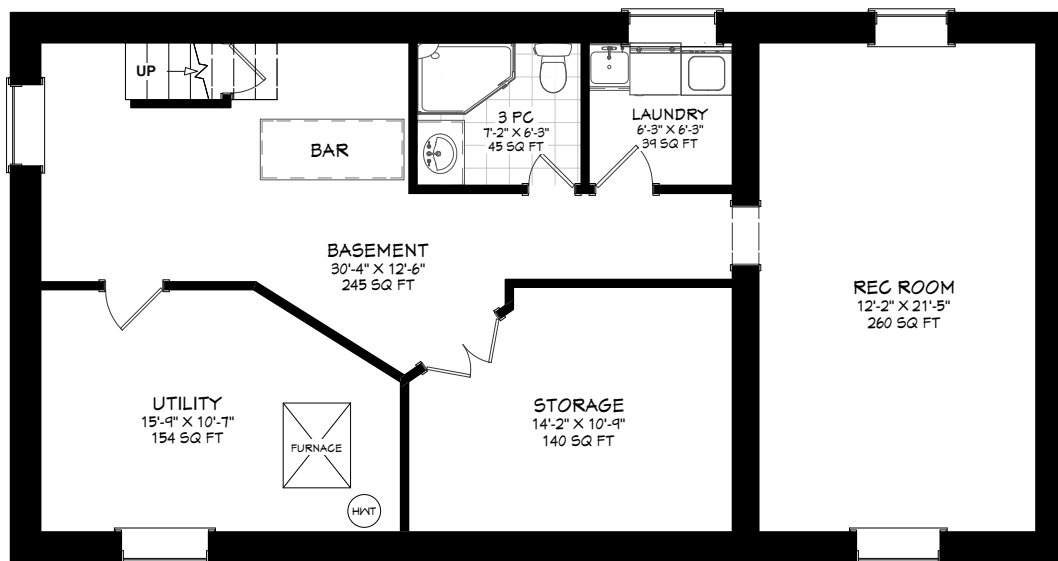 UP
BAR
3 PC
7'-2" X 6'-3"
45 SQ FT
LAUNDRY
6'-3" X 6'-3"
39 SQ FT
BASEMENT
30'-4" X 12'-6"
245 SQ FT
REC ROOM
12'-2" X 21'-5"
260 SQ FT
UTILITY
15'-9" X 10'-7"
154 SQ FT
FURNACE
HWT
STORAGE
14'-2" X 10'-9"
140 SQ FT